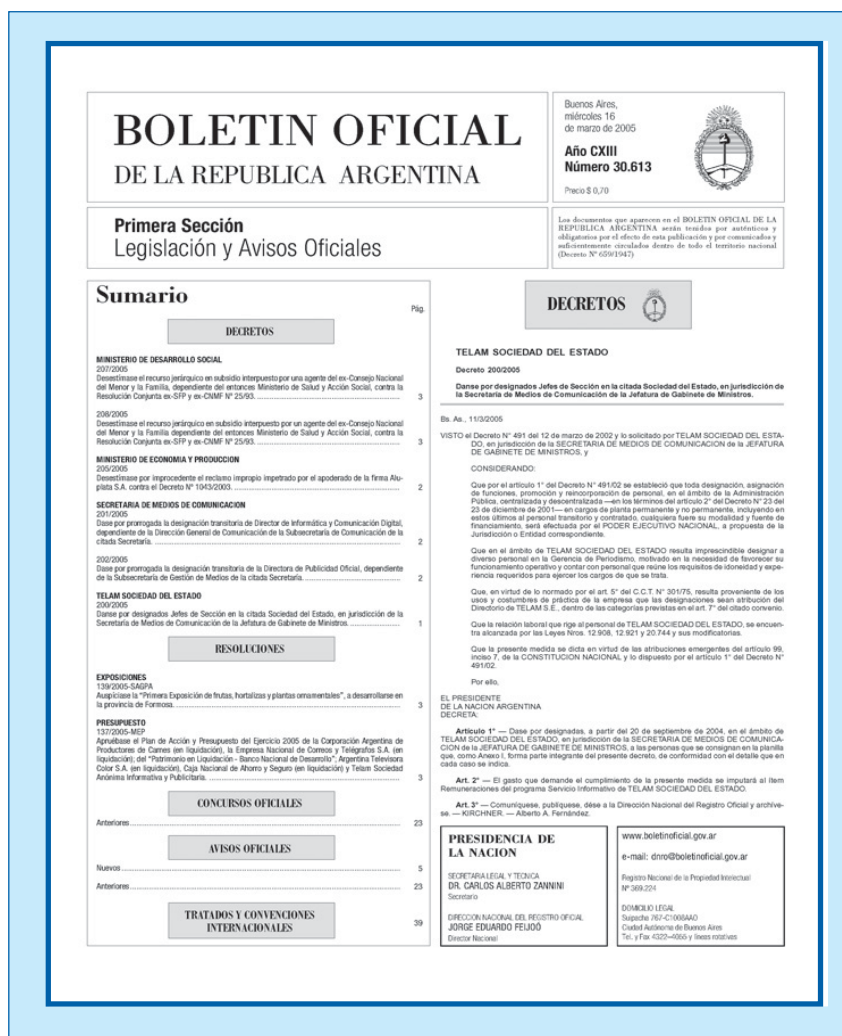 BOLETIN OFICIAL
DE LA REPUBLICA ARGENTINA
Buenos Aires,
miércoles 16
de marzo de 2005
Año CXIII
Número 30.613
Precio $ 0,70
Primera Sección
Legislación y Avisos Oficiales
Los documentos que aparecen en el BOLETIN OFICIAL DE LA
REPUBLICA ARGENTINA serán tenidos por auténticos y
obligatorios por el efecto de esta publicación y por comunicados y
suficientemente circulados dentro de todo el territorio nacional
(Decreto Nº 659/1947)
Sumario
Pág.
DECRETOS
MINISTERIO DE DESARROLLO SOCIAL
207/2005
Desestímase el recurso jerárquico en subsidio interpuesto por una agente del ex-Consejo Nacional
del Menor y la Familia, dependiente del entonces Ministerio de Salud y Acción Social, contra la
Resolución Conjunta ex-SFP y ex-CNMF Nº 25/93. 3
208/2005
Desestímase el recurso jerárquico en subsidio interpuesto por un agente del ex-Consejo Nacional
del Menor y la Familia dependiente del entonces Ministerio de Salud y Acción Social, contra la
Resolución Conjunta ex-SFP y ex-CNMF Nº 25/93. 3
MINISTERIO DE ECONOMIA Y PRODUCCION
205/2005
Desestímase por improcedente el reclamo impropio impetrado por el apoderado de la firma Alu-
plata S.A. contra el Decreto Nº 1043/2003. 2
SECRETARIA DE MEDIOS DE COMUNICACION
201/2005
Dase por prorrogada la designación transitoria de Director de Informática y Comunicación Digital,
dependiente de la Dirección General de Comunicación de la Subsecretaría de Comunicación de la
citada Secretaría. 2
202/2005
Dase por prorrogada la designación transitoria de la Directora de Publicidad Oficial, dependiente
de la Subsecretaría de Gestión de Medios de la citada Secretaría. 2
TELAM SOCIEDAD DEL ESTADO
200/2005
Danse por designados Jefes de Sección en la citada Sociedad del Estado, en jurisdicción de la
Secretaría de Medios de Comunicación de la Jefatura de Gabinete de Ministros. 1
RESOLUCIONES
EXPOSICIONES
139/2005-SAGPA
Auspíciase la "Primera Exposición de frutas, hortalizas y plantas ornamentales", a desarrollarse en
la provincia de Formosa. 3
PRESUPUESTO
137/2005-MEP
Apruébase el Plan de Acción y Presupuesto del Ejercicio 2005 de la Corporación Argentina de
Productores de Carnes (en liquidación), la Empresa Nacional de Correos y Telégrafos S.A. (en
liquidación); del "Patrimonio en Liquidación - Banco Nacional de Desarrollo"; Argentina Televisora
Color S.A. (en liquidación), Caja Nacional de Ahorro y Seguro (en liquidación) y Telam Sociedad
Anónima Informativa y Publicitaria. 3
CONCURSOS OFICIALES
Anteriores 23
AVISOS OFICIALES
Nuevos 5
Anteriores 23
TRATADOS Y CONVENCIONES
INTERNACIONALES 39
DECRETOS
TELAM SOCIEDAD DEL ESTADO
Decreto 200/2005
Danse por designados Jefes de Sección en la citada Sociedad del Estado, en jurisdicción de
la Secretaría de Medios de Comunicación de la Jefatura de Gabinete de Ministros.
Bs. As., 11/3/2005
VISTO el Decreto N° 491 del 12 de marzo de 2002 y lo solicitado por TELAM SOCIEDAD DEL ESTA-
DO, en jurisdicción de la SECRETARIA DE MEDIOS DE COMUNICACION de la JEFATURA
DE GABINETE DE MINISTROS, y
CONSIDERANDO:
Que por el artículo 1° del Decreto N° 491/02 se estableció que toda designación, asignación
de funciones, promoción y reincorporación de personal, en el ámbito de la Administración
Pública, centralizada y descentralizada —en los términos del artículo 2° del Decreto N° 23 del
23 de diciembre de 2001— en cargos de planta permanente y no permanente, incluyendo en
estos últimos al personal transitorio y contratado, cualquiera fuere su modalidad y fuente de
financiamiento, será efectuada por el PODER EJECUTIVO NACIONAL, a propuesta de la
Jurisdicción o Entidad correspondiente.
Que en el ámbito de TELAM SOCIEDAD DEL ESTADO resulta imprescindible designar a
diverso personal en la Gerencia de Periodismo, motivado en la necesidad de favorecer su
funcionamiento operativo y contar con personal que reúne los requisitos de idoneidad y expe-
riencia requeridos para ejercer los cargos de que se trata.
Que, en virtud de lo normado por el art. 5° del C.C.T. N° 301/75, resulta proveniente de los
usos y costumbres de práctica de la empresa que las designaciones sean atribución del
Directorio de TELAM S.E., dentro de las categorías previstas en el art. 7° del citado convenio.
Que la relación laboral que rige al personal de TELAM SOCIEDAD DEL ESTADO, se encuen-
tra alcanzada por las Leyes Nros. 12.908, 12.921 y 20.744 y sus modificatorias.
Que la presente medida se dicta en virtud de las atribuciones emergentes del artículo 99,
inciso 7, de la CONSTITUCION NACIONAL y lo dispuesto por el artículo 1° del Decreto N°
491/02.
Por ello,
EL PRESIDENTE
DE LA NACION ARGENTINA
DECRETA:
Artículo 1° — Dase por designadas, a partir del 20 de septiembre de 2004, en el ámbito de
TELAM SOCIEDAD DEL ESTADO, en jurisdicción de la SECRETARIA DE MEDIOS DE COMUNICA-
CION de la JEFATURA DE GABINETE DE MINISTROS, a las personas que se consignan en la planilla
que, como Anexo I, forma parte integrante del presente decreto, de conformidad con el detalle que en
cada caso se indica.
Art. 2° — El gasto que demande el cumplimiento de la presente medida se imputará al Item
Remuneraciones del programa Servicio Informativo de TELAM SOCIEDAD DEL ESTADO.
Art. 3° — Comuníquese, publíquese, dése a la Dirección Nacional del Registro Oficial y archíve-
se. — KIRCHNER. — Alberto A. Fernández.
PRESIDENCIA DE
LA NACION
SECRETARIA LEGAL Y TECNICA
DR. CARLOS ALBERTO ZANNINI
Secretario
DIRECCION NACIONAL DEL REGISTRO OFICIAL
JORGE EDUARDO FEIJOÓ
Director Nacional
www.boletinoficial.gov.ar
e-mail: dnro@boletinoficial.gov.ar
Registro Nacional de la Propiedad Intelectual
Nº 369.224
DOMICILIO LEGAL
Suipacha 767-C1008AAO
Ciudad Autónoma de Buenos Aires
Tel. y Fax 4322-4055 y líneas rotativas